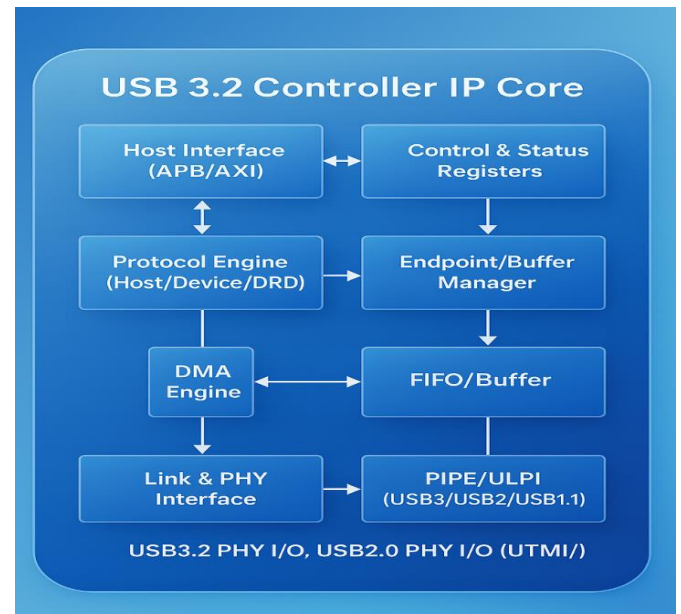 USB 3.2 Controller IP Core
Host Interface
(APB/AXI)
Control & Status
Registers
Protocol Engine
(Host/Device/DRD)
Endpoint/Buffer
Manager
DMA
Engine
FIFO/Buffer
Link & PHY
Interface
PIPE/ULPI
(USB3/USB2/USB1.1)
USB3.2 PHY I/O, USB2.0 PHY I/O (UTMI/)